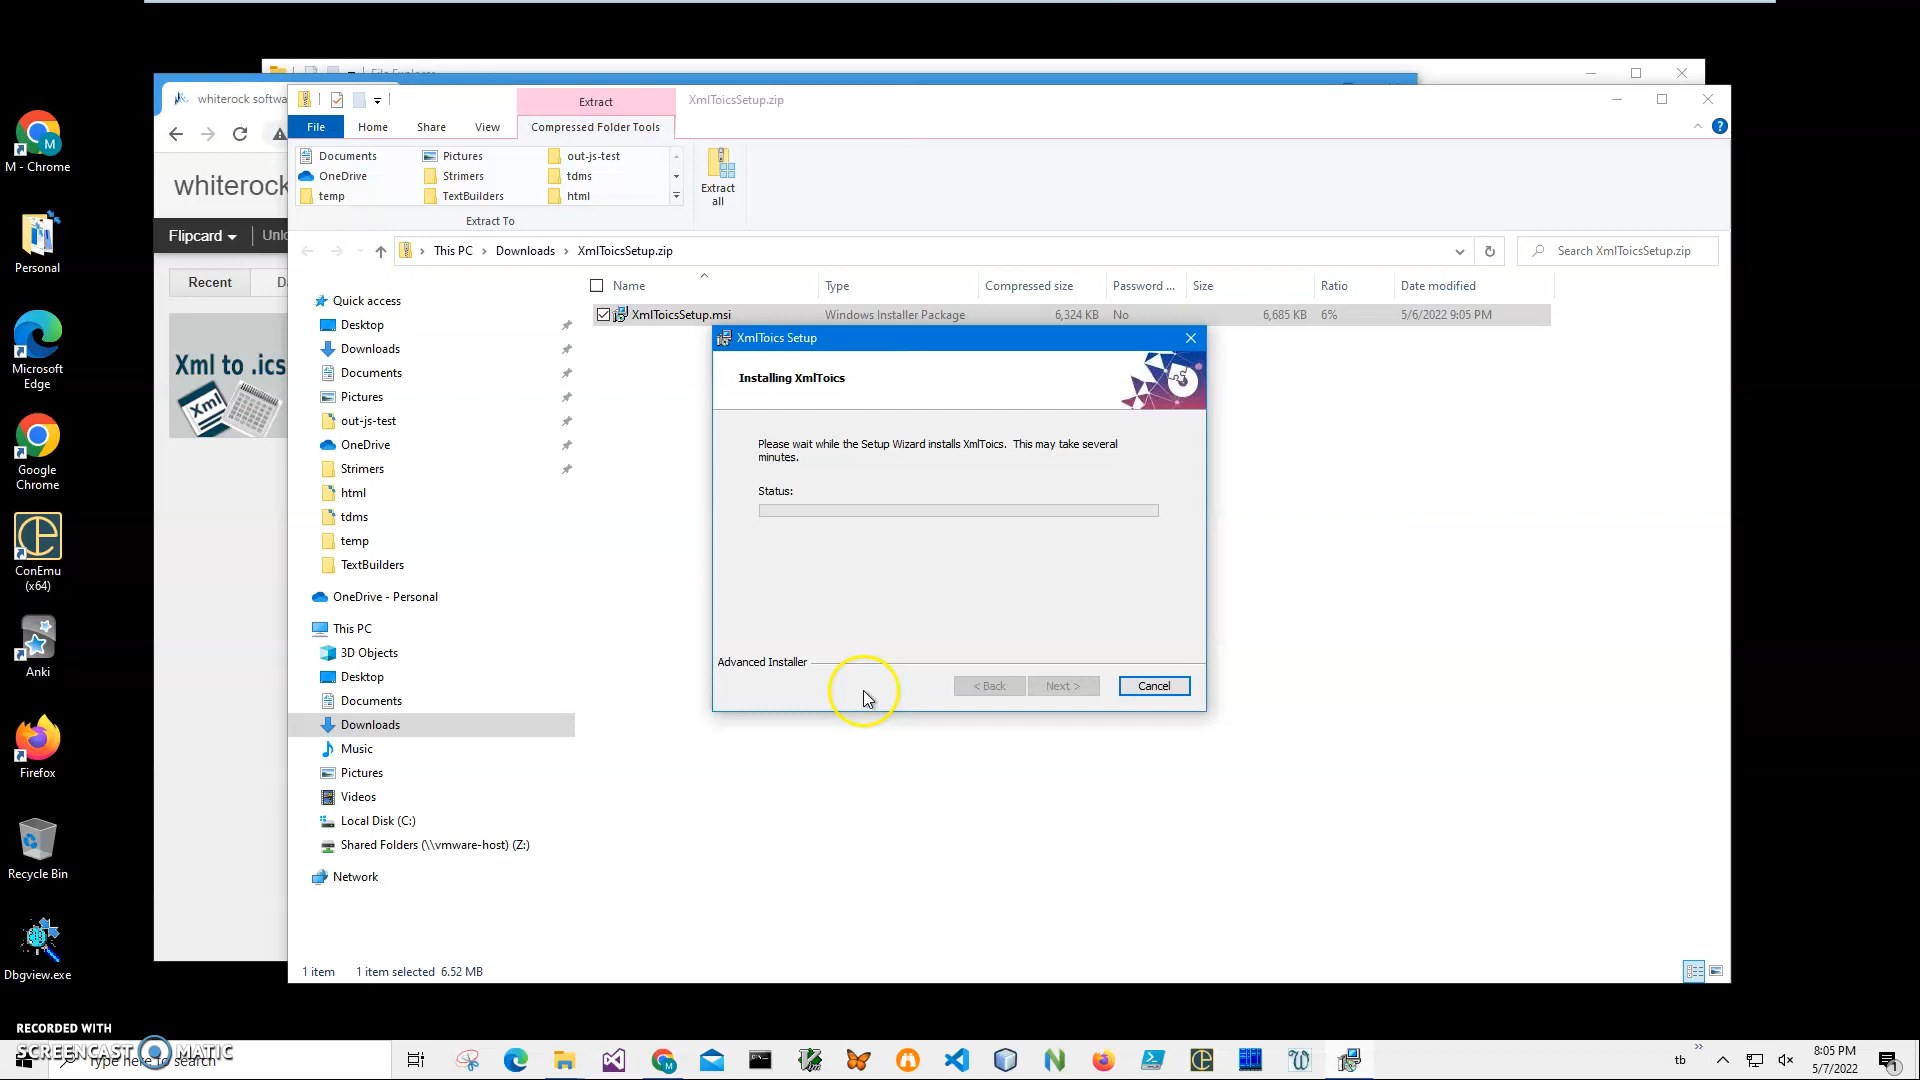 File Explorer
whiterock softwa
whiterock
Flipcard
Recent
Xml to .ics
Xml
Extract
XmlToicsSetup.zip
File
Home
Share
View
Compressed Folder Tools
Documents
Pictures
out-js-test
OneDrive
Strimers
tdms
temp
TextBuilders
html
Extract To
Extract
all
This PC
Downloads
XmlToicsSetup.zip
Search XmlToicsSetup.zip
Name
Type
Compressed size
Password ...
Size
Ratio
Date modified
XmlToicsSetup.msi
Windows Installer Package
6,324 KB
No
6,685 KB
6%
5/6/2022 9:05 PM
Quick access
Desktop
Downloads
Documents
Pictures
out-js-test
OneDrive
Strimers
html
tdms
temp
TextBuilders
OneDrive - Personal
This PC
3D Objects
Desktop
Documents
Downloads
Music
Pictures
Videos
Local Disk (C:)
Shared Folders (\\vmware-host) (Z:)
Network
XmlToics Setup
Installing XmlToics
Please wait while the Setup Wizard installs XmlToics. This may take several
minutes.
Status:
Advanced Installer
< Back
Next >
Cancel
1 item
1 item selected 6.52 MB
M - Chrome
Personal
Microsoft
Edge
Google
Chrome
ConEmu
(x64)
Anki
Firefox
Recycle Bin
Dbgview.exe
RECORDED WITH
SCREENCAST MATIC
Type here to search
tb
8:05 PM
5/7/2022
1